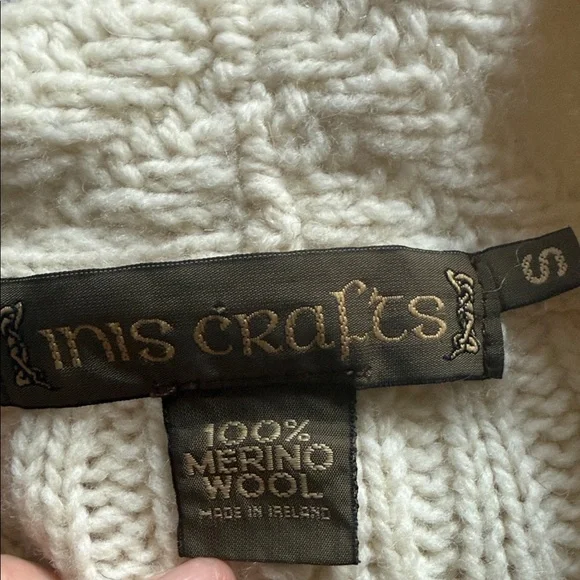 INIS CRAFTS
S
100%
MERINO
WOOL
MADE IN IRELAND